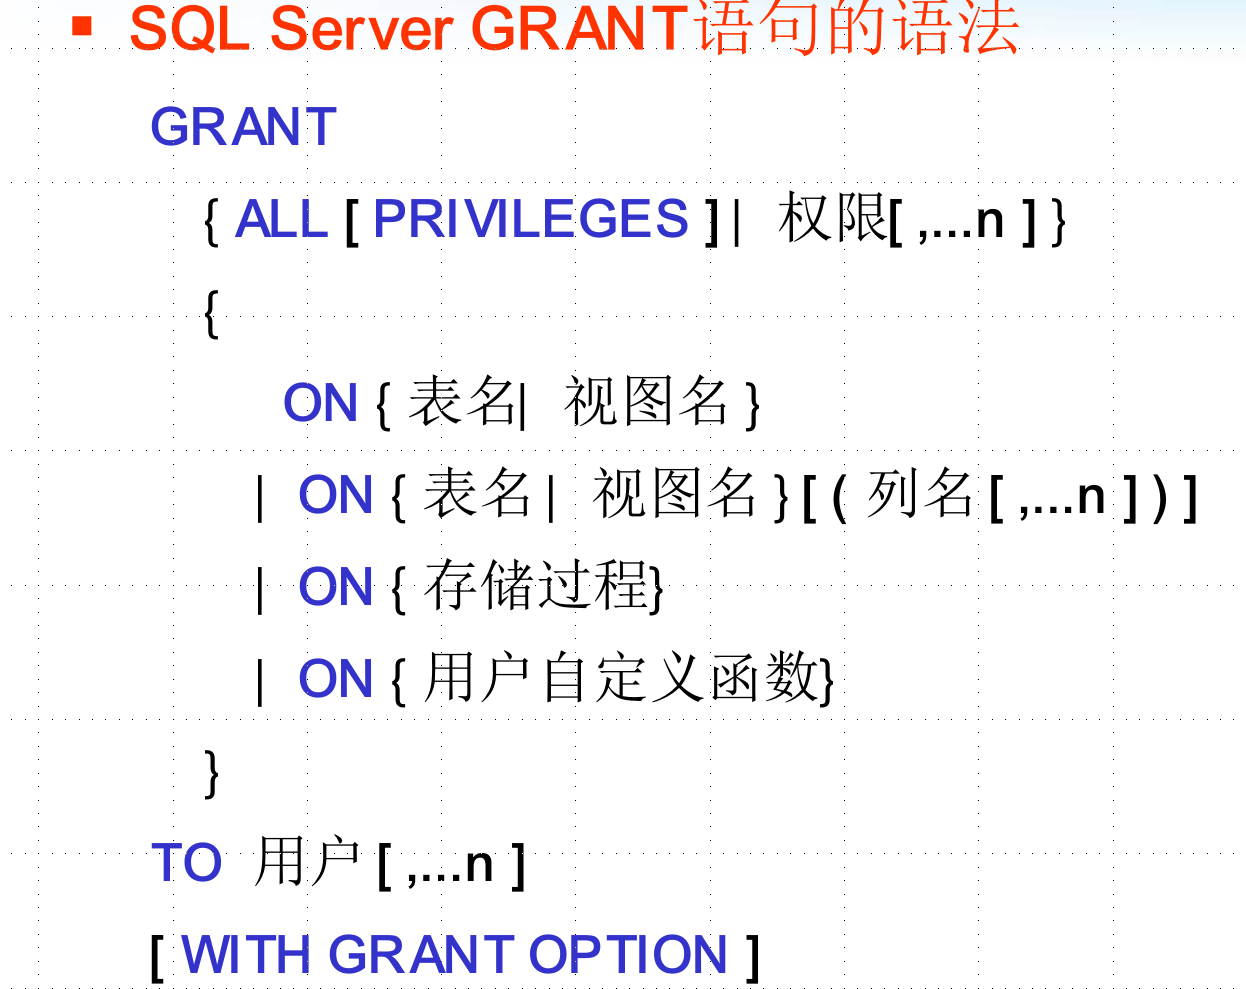 ▪ SQL Server GRANT语句的语法
GRANT
{ ALL [ PRIVILEGES ] | 权限[ ,...n ] }
{
ON { 表名| 视图名 }
| ON { 表名 | 视图名 } [ ( 列名 [ ,...n ] ) ]
| ON { 存储过程}
| ON { 用户自定义函数}
}
TO 用户 [ ,...n ]
[ WITH GRANT OPTION ]